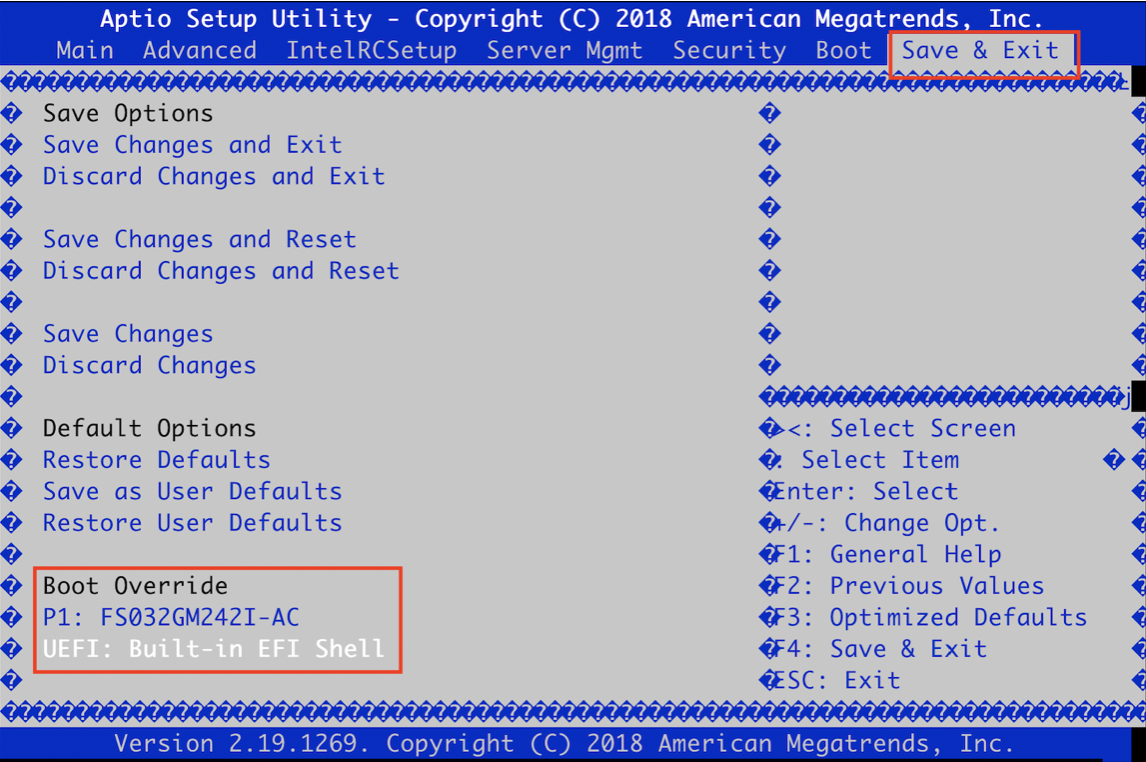 Aptio Setup Utility - Copyright (C) 2018 American Megatrends, Inc.
Main Advanced IntelRCSetup Server Mgmt Security Boot Save & Exit
Save Options
Save Changes and Exit
Discard Changes and Exit
Save Changes and Reset
Discard Changes and Reset
Save Changes
Discard Changes
Default Options
Restore Defaults
Save as User Defaults
Restore User Defaults
Boot Override
P1: FS032GM242I-AC
UEFI: Built-in EFI Shell
><: Select Screen
: Select Item
Enter: Select
+/-: Change Opt.
F1: General Help
F2: Previous Values
F3: Optimized Defaults
F4: Save & Exit
ESC: Exit
Version 2.19.1269. Copyright (C) 2018 American Megatrends, Inc.